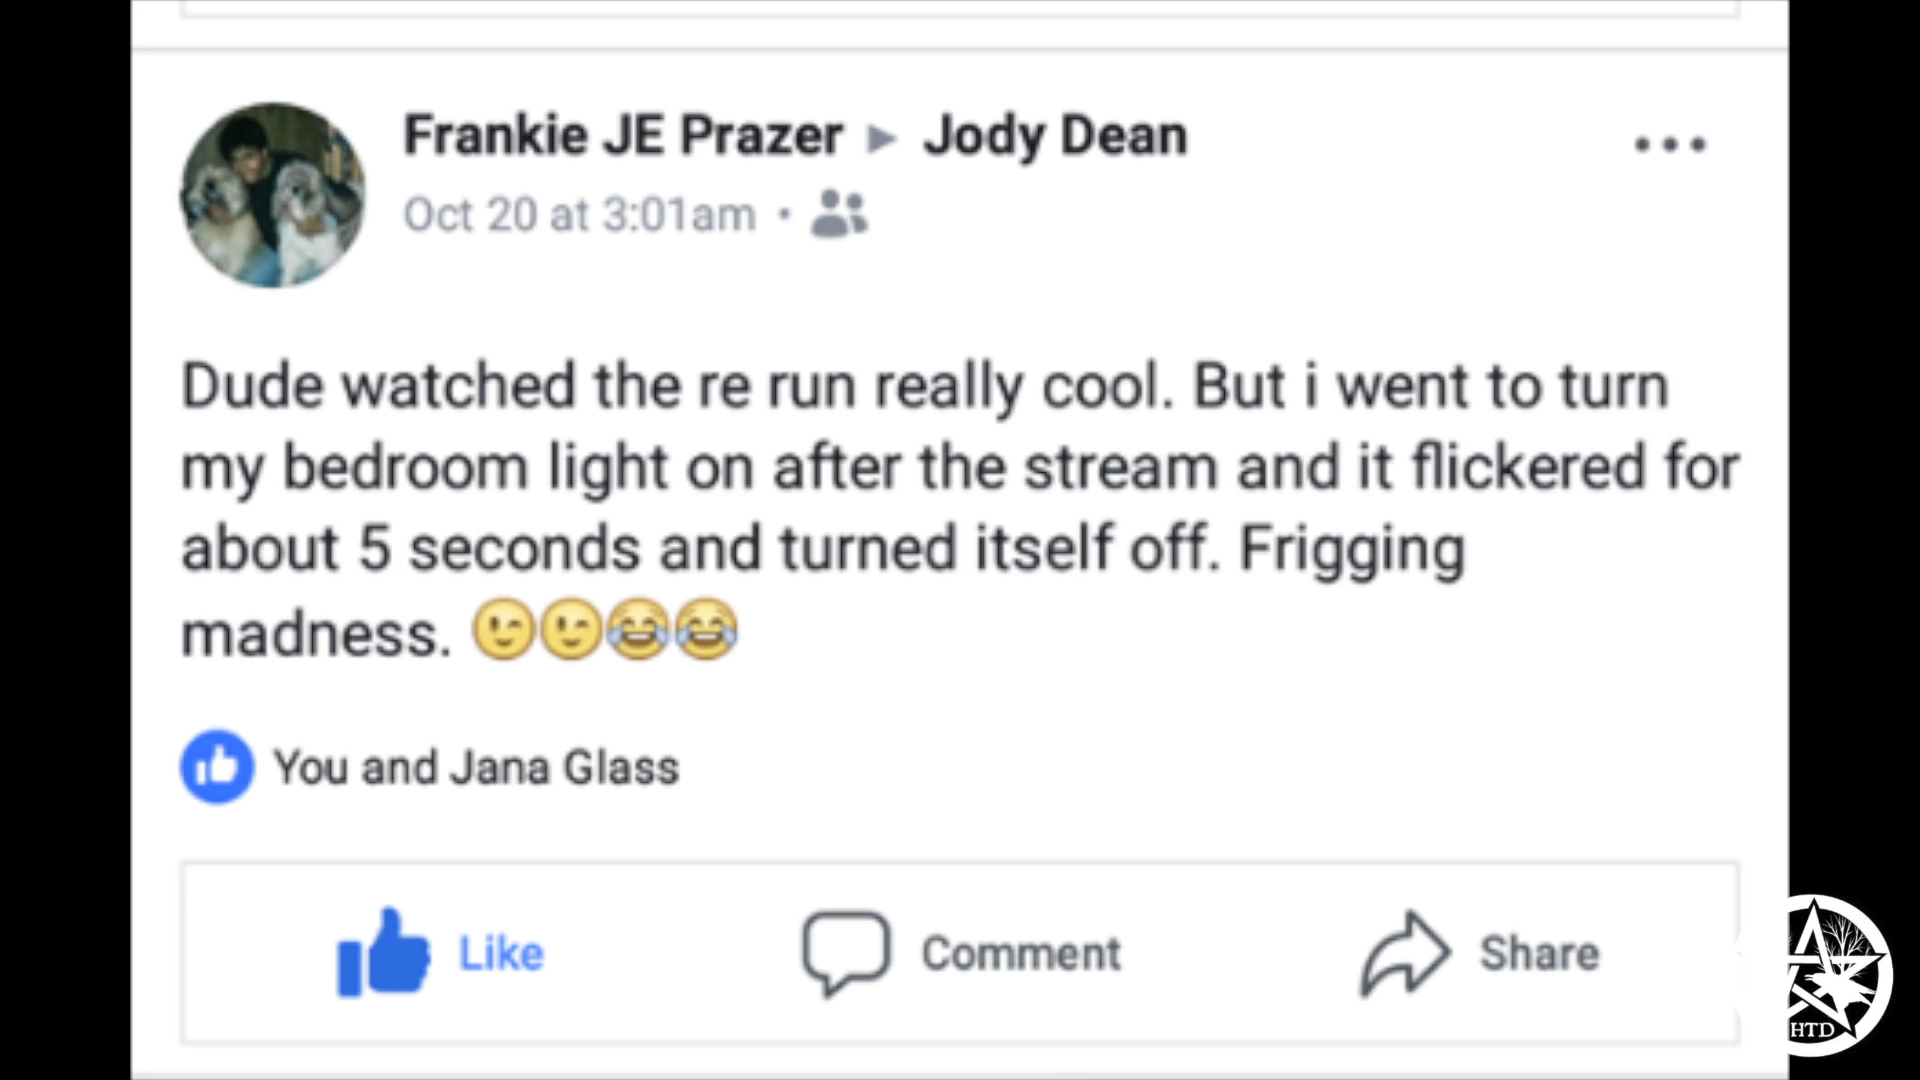 Frankie JE Prazer ▸ Jody Dean
Oct 20 at 3:01am ·
Dude watched the re run really cool. But i went to turn
my bedroom light on after the stream and it flickered for
about 5 seconds and turned itself off. Frigging
madness. 😉😉😂😂
You and Jana Glass
Like Comment Share
HTD